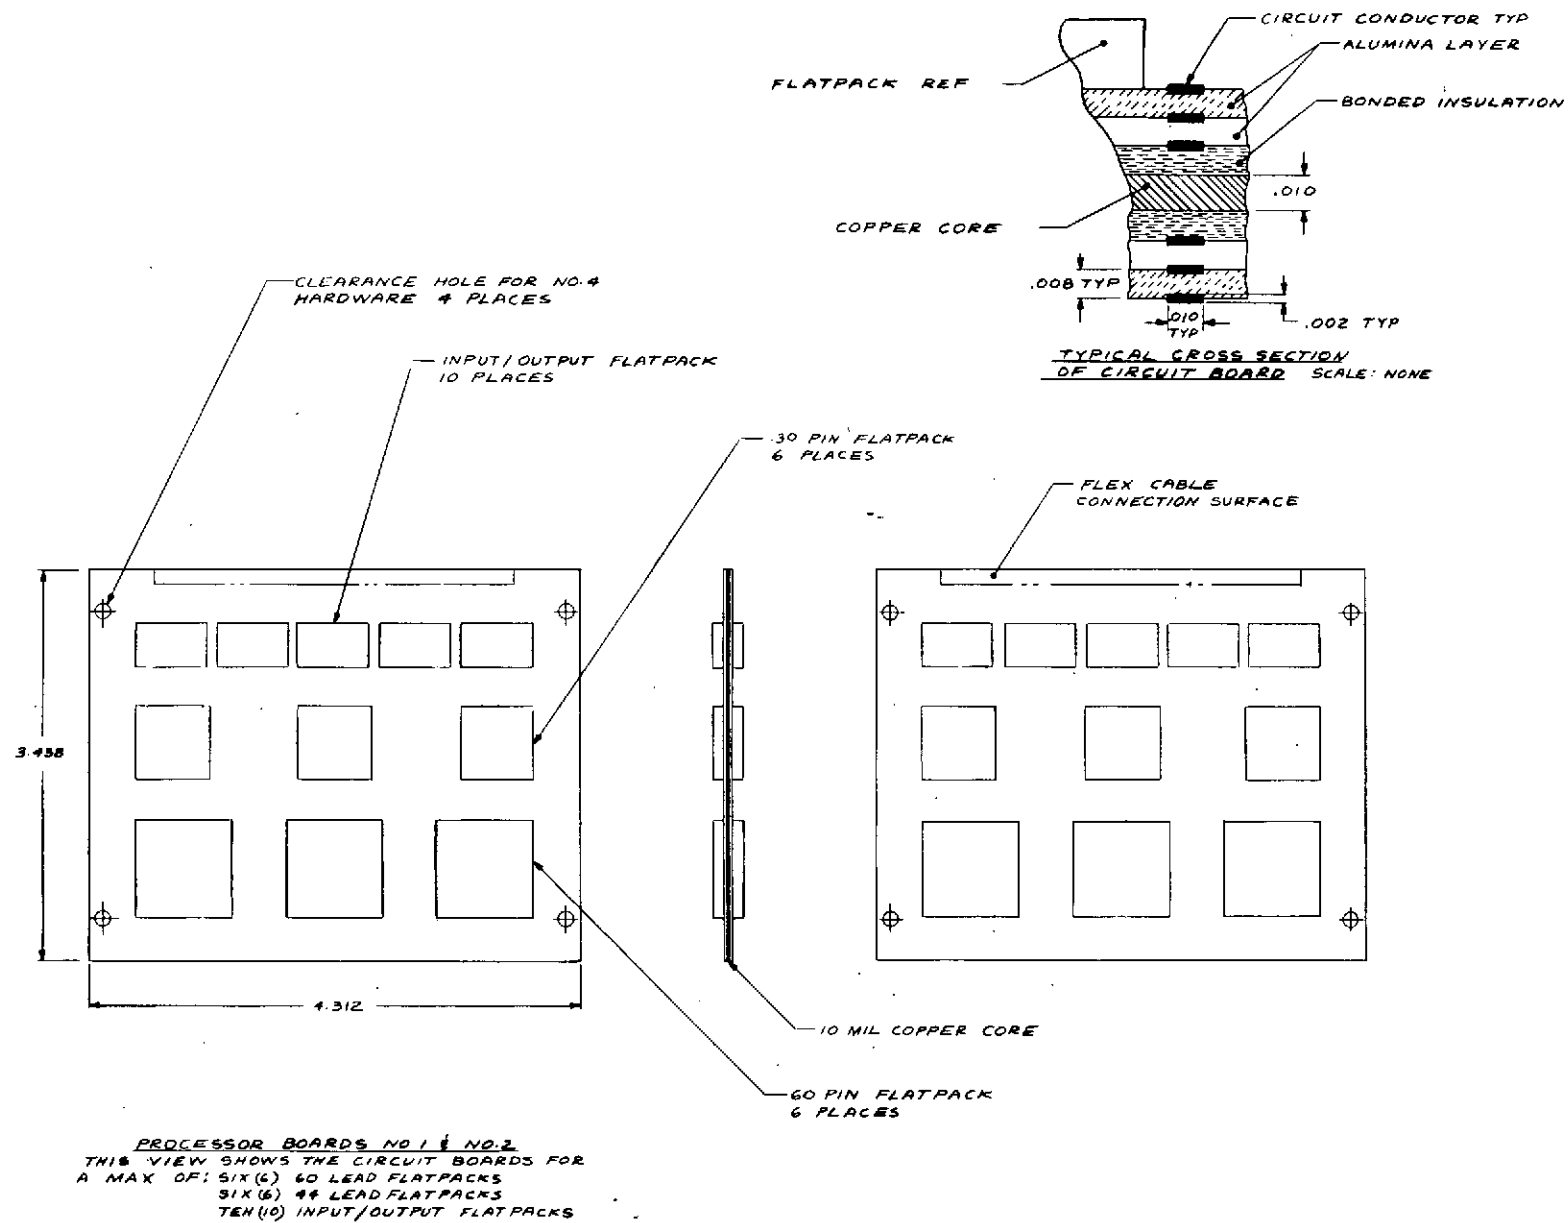 CIRCUIT CONDUCTOR TYP
ALUMINA LAYER
FLATPACK REF
BONDED INSULATION
.010
COPPER CORE
.008 TYP
.010
TYP
.002 TYP
TYPICAL CROSS SECTION
OF CIRCUIT BOARD SCALE: NONE
CLEARANCE HOLE FOR NO.4
HARDWARE 4 PLACES
INPUT/OUTPUT FLATPACK
10 PLACES
30 PIN FLATPACK
6 PLACES
FLEX CABLE
CONNECTION SURFACE
3.438
4.312
10 MIL COPPER CORE
60 PIN FLATPACK
6 PLACES
PROCESSOR BOARDS NO 1 & NO.2
THIS VIEW SHOWS THE CIRCUIT BOARDS FOR
A MAX OF: SIX (6) 60 LEAD FLATPACKS
SIX (6) 44 LEAD FLATPACKS
TEN (10) INPUT/OUTPUT FLATPACKS